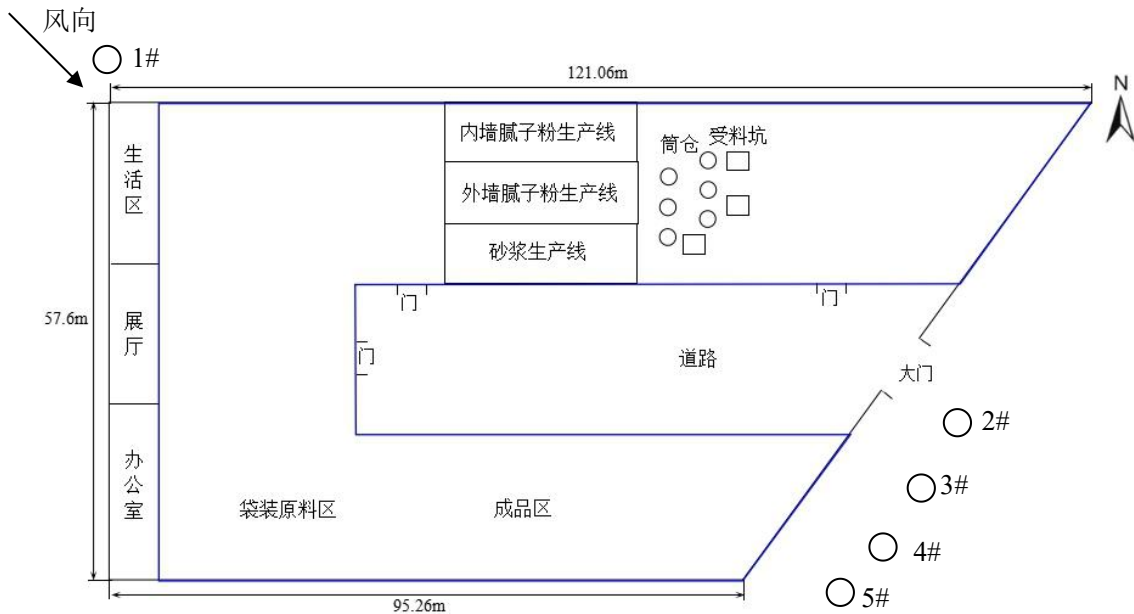 风向
1#
121.06m
N
内墙腻子粉生产线
筒仓
受料坑
生活区
外墙腻子粉生产线
砂浆生产线
门
门
57.6m
展厅
门
道路
大门
2#
办公室
3#
袋装原料区
成品区
4#
5#
95.26m